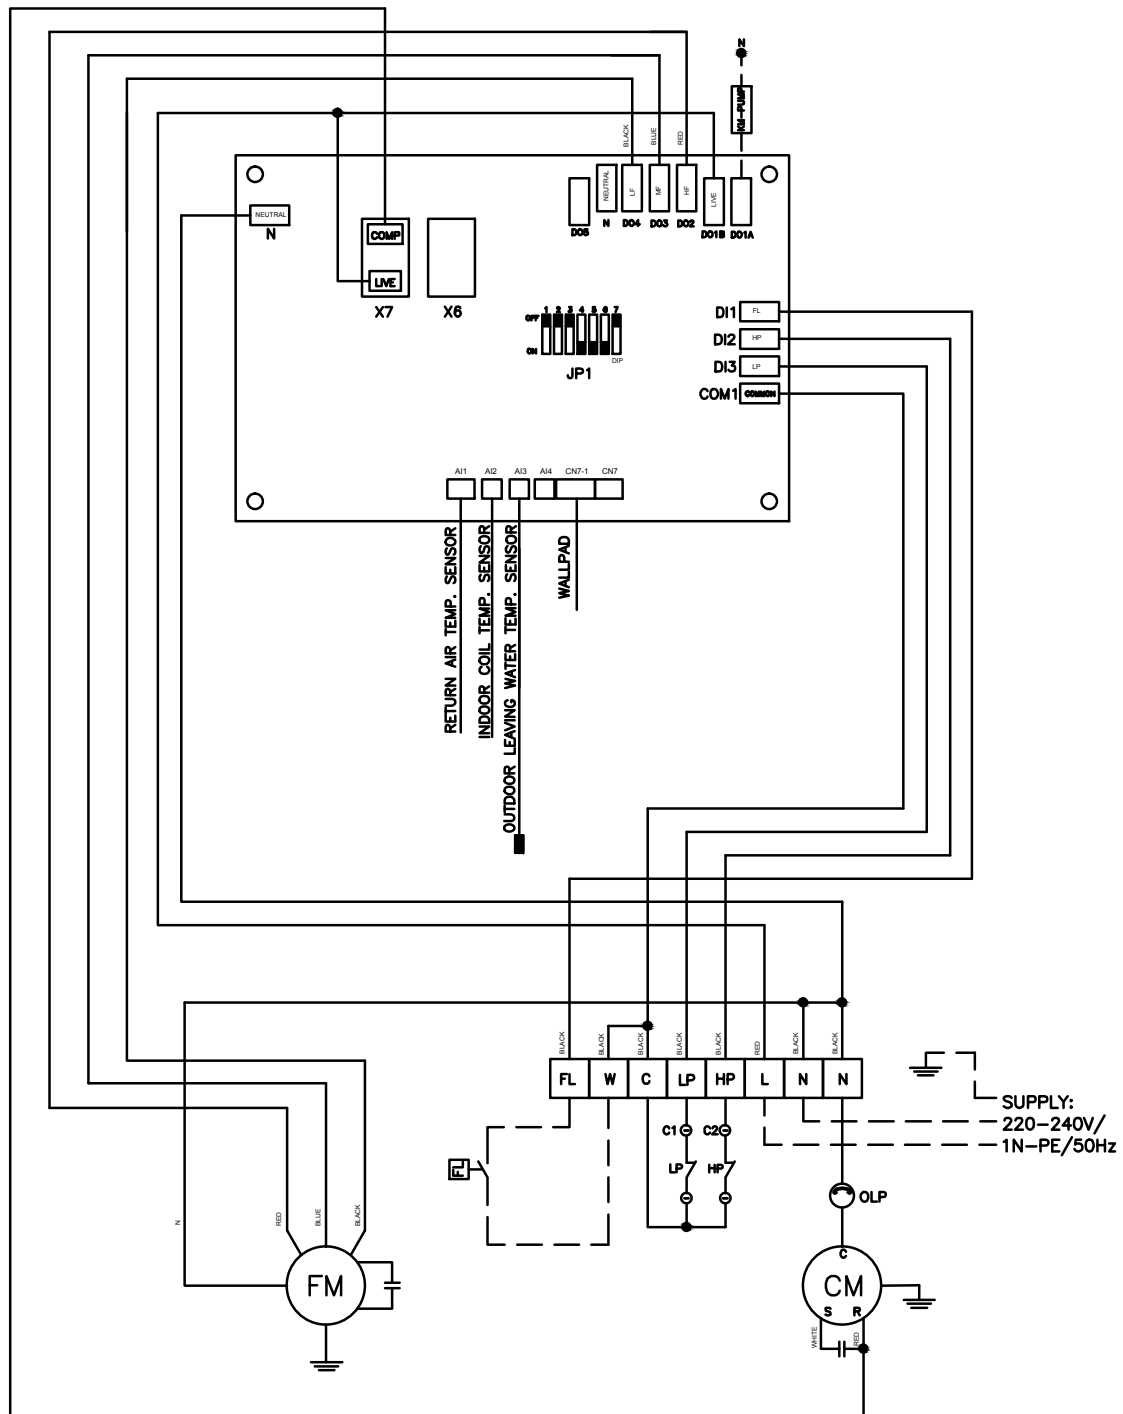 N
KM-PUMP
BLACK
BLUE
RED
NEUTRAL
N
COMP
LIVE
X7
X6
DO5
NEUTRAL
N
LF
DO4
MF
DO3
HF
DO2
LIVE
DO1B
DO1A
1 2 3 4 5 6 7
OFF
ON
DIP
JP1
DI1 FL
DI2 HP
DI3 LP
COM1 COMMON
AI1 AI2 AI3 AI4 CN7-1 CN7
RETURN AIR TEMP. SENSOR
INDOOR COIL TEMP. SENSOR
OUTDOOR LEAVING WATER TEMP. SENSOR
WALLPAD
BLACK
BLACK
BLACK
BLACK
BLACK
RED
BLACK
BLACK
FL W C LP HP L N N
SUPPLY:
220-240V/
1N-PE/50Hz
C1
C2
FL
LP
HP
OLP
N
RED
BLUE
BLACK
FM
C
CM
S R
WHITE
RED